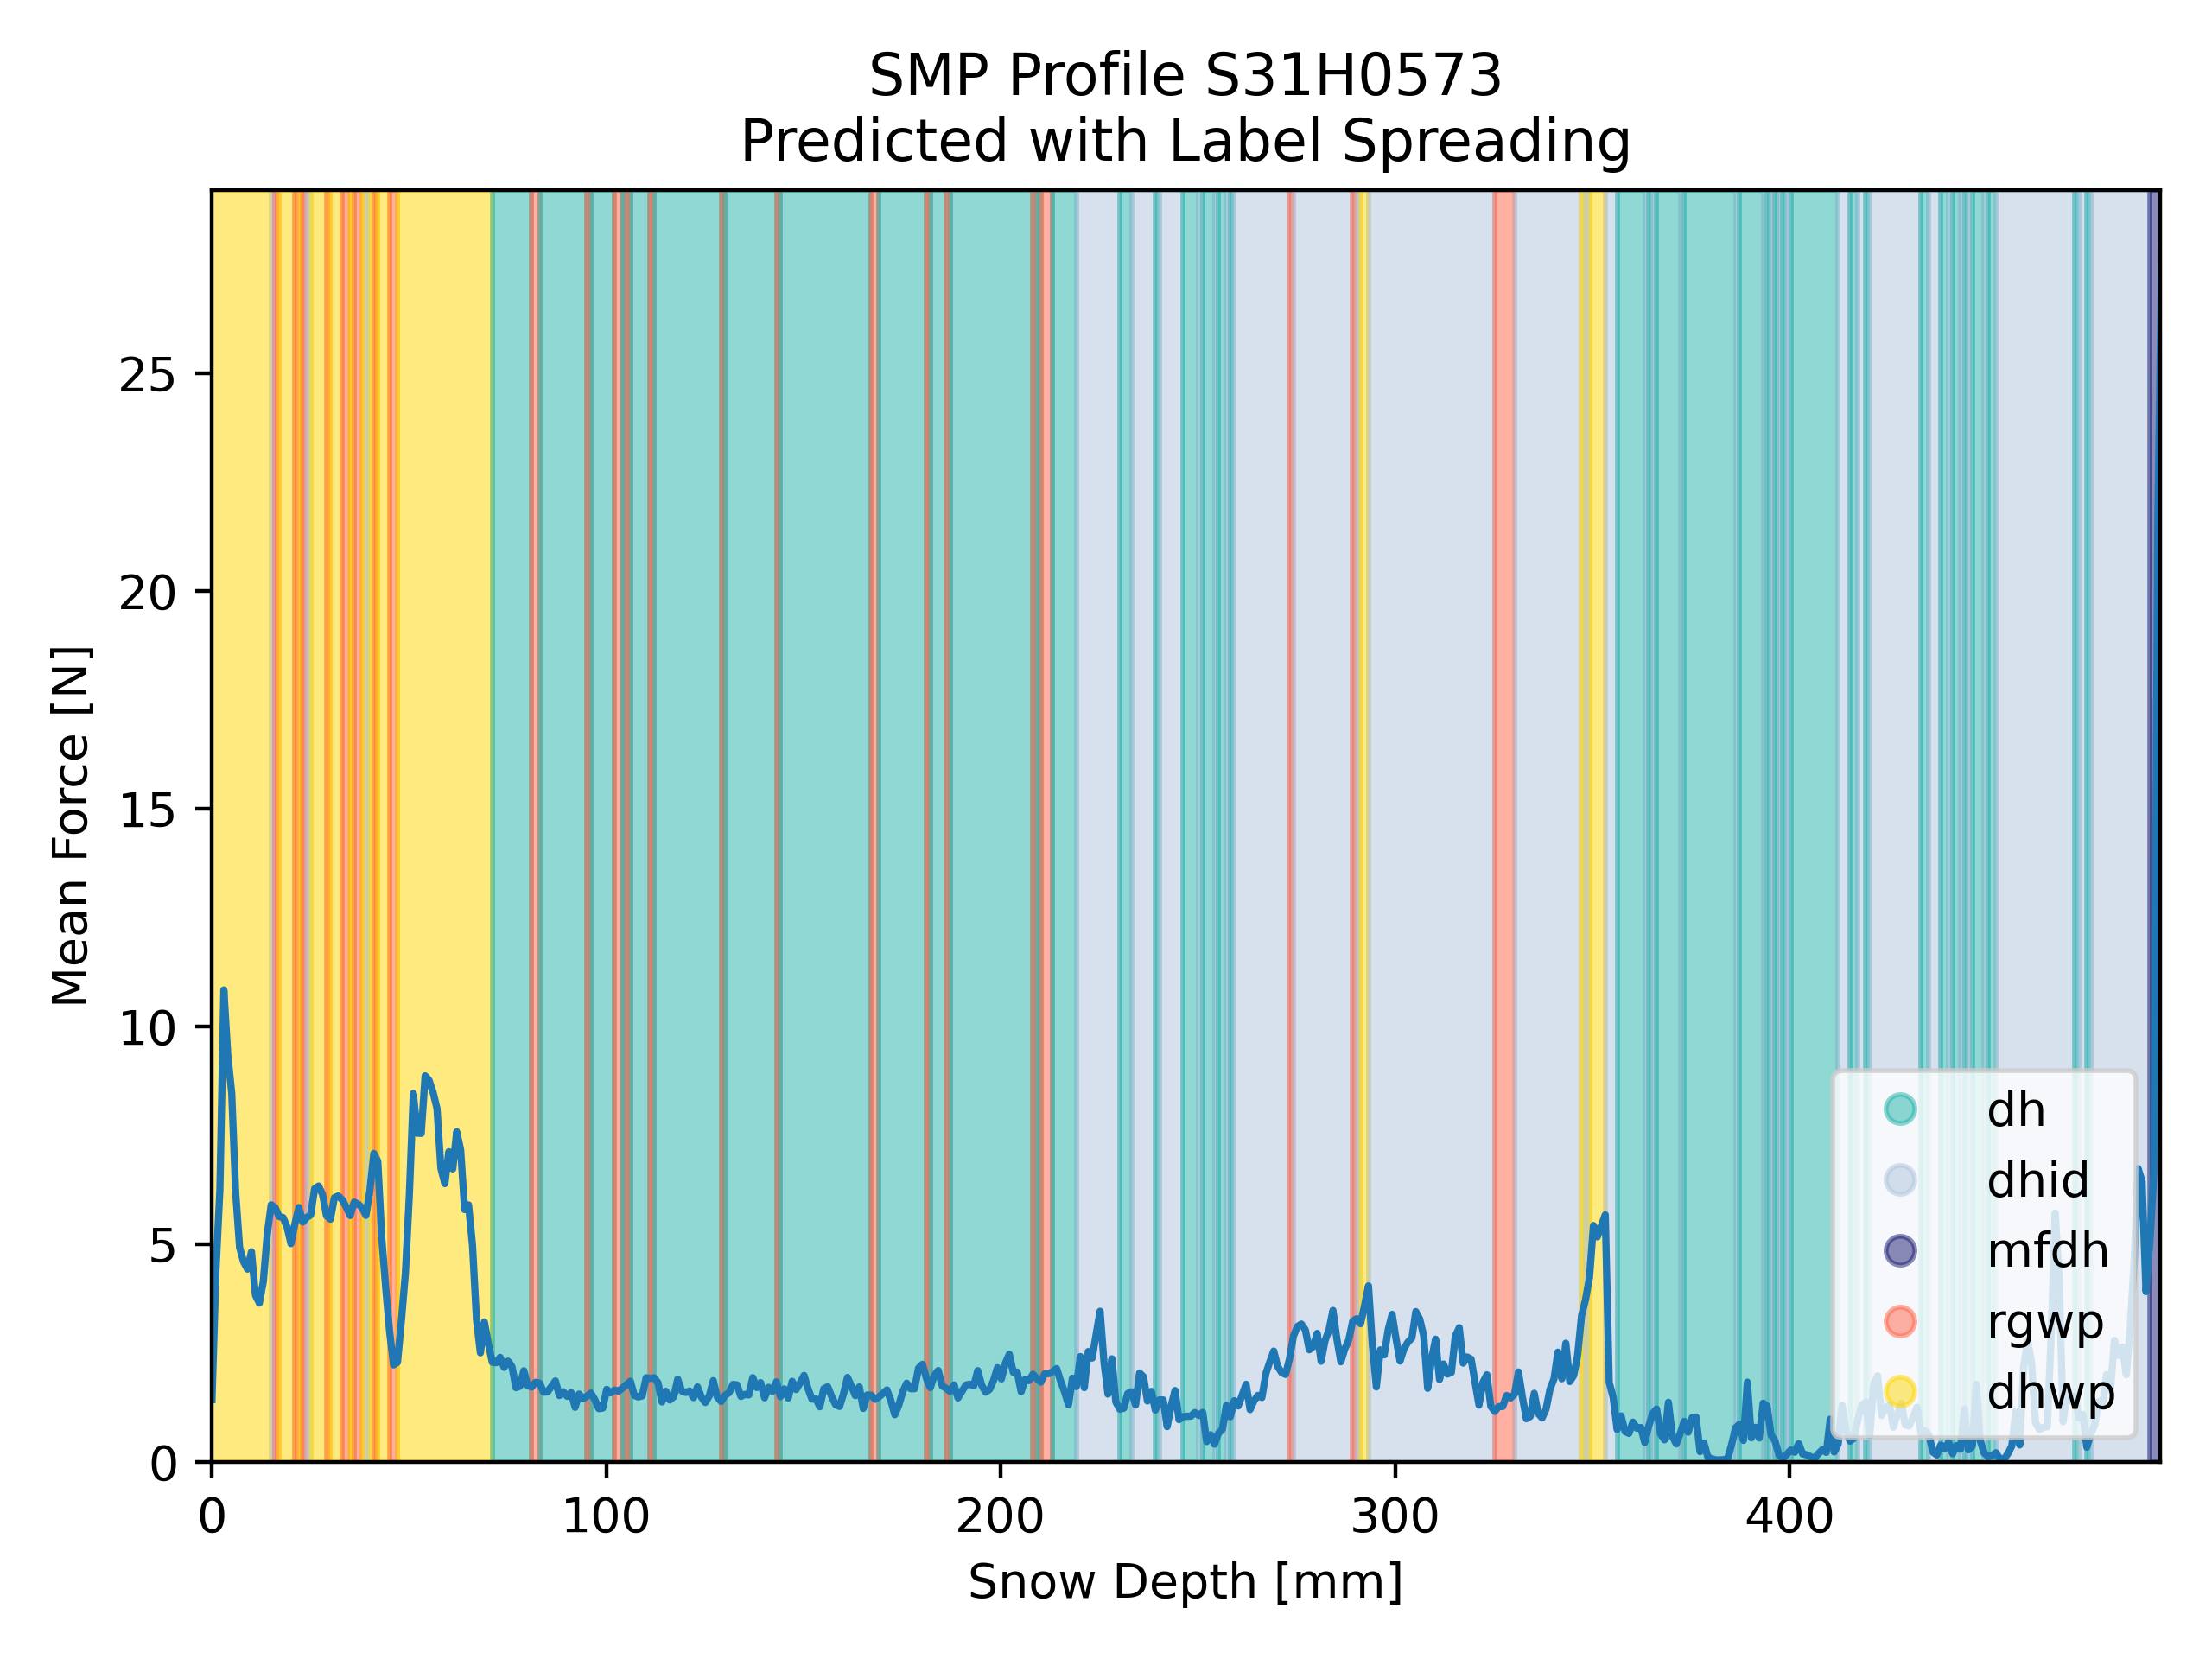 SMP Profile S31H0573
Predicted with Label Spreading
Mean Force [N]
25
20
15
10
5
0
0 100 200 300 400
Snow Depth [mm]
dh
dhid
mfdh
rgwp
dhwp